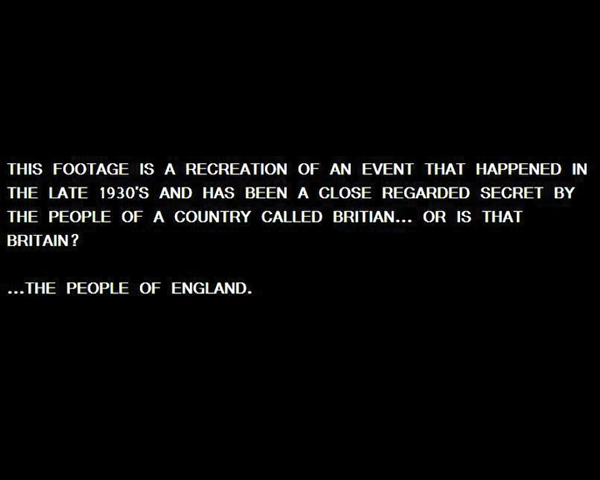 THIS FOOTAGE IS A RECREATION OF AN EVENT THAT HAPPENED IN
THE LATE 1930'S AND HAS BEEN A CLOSE REGARDED SECRET BY
THE PEOPLE OF A COUNTRY CALLED BRITIAN... OR IS THAT
BRITAIN?
...THE PEOPLE OF ENGLAND.